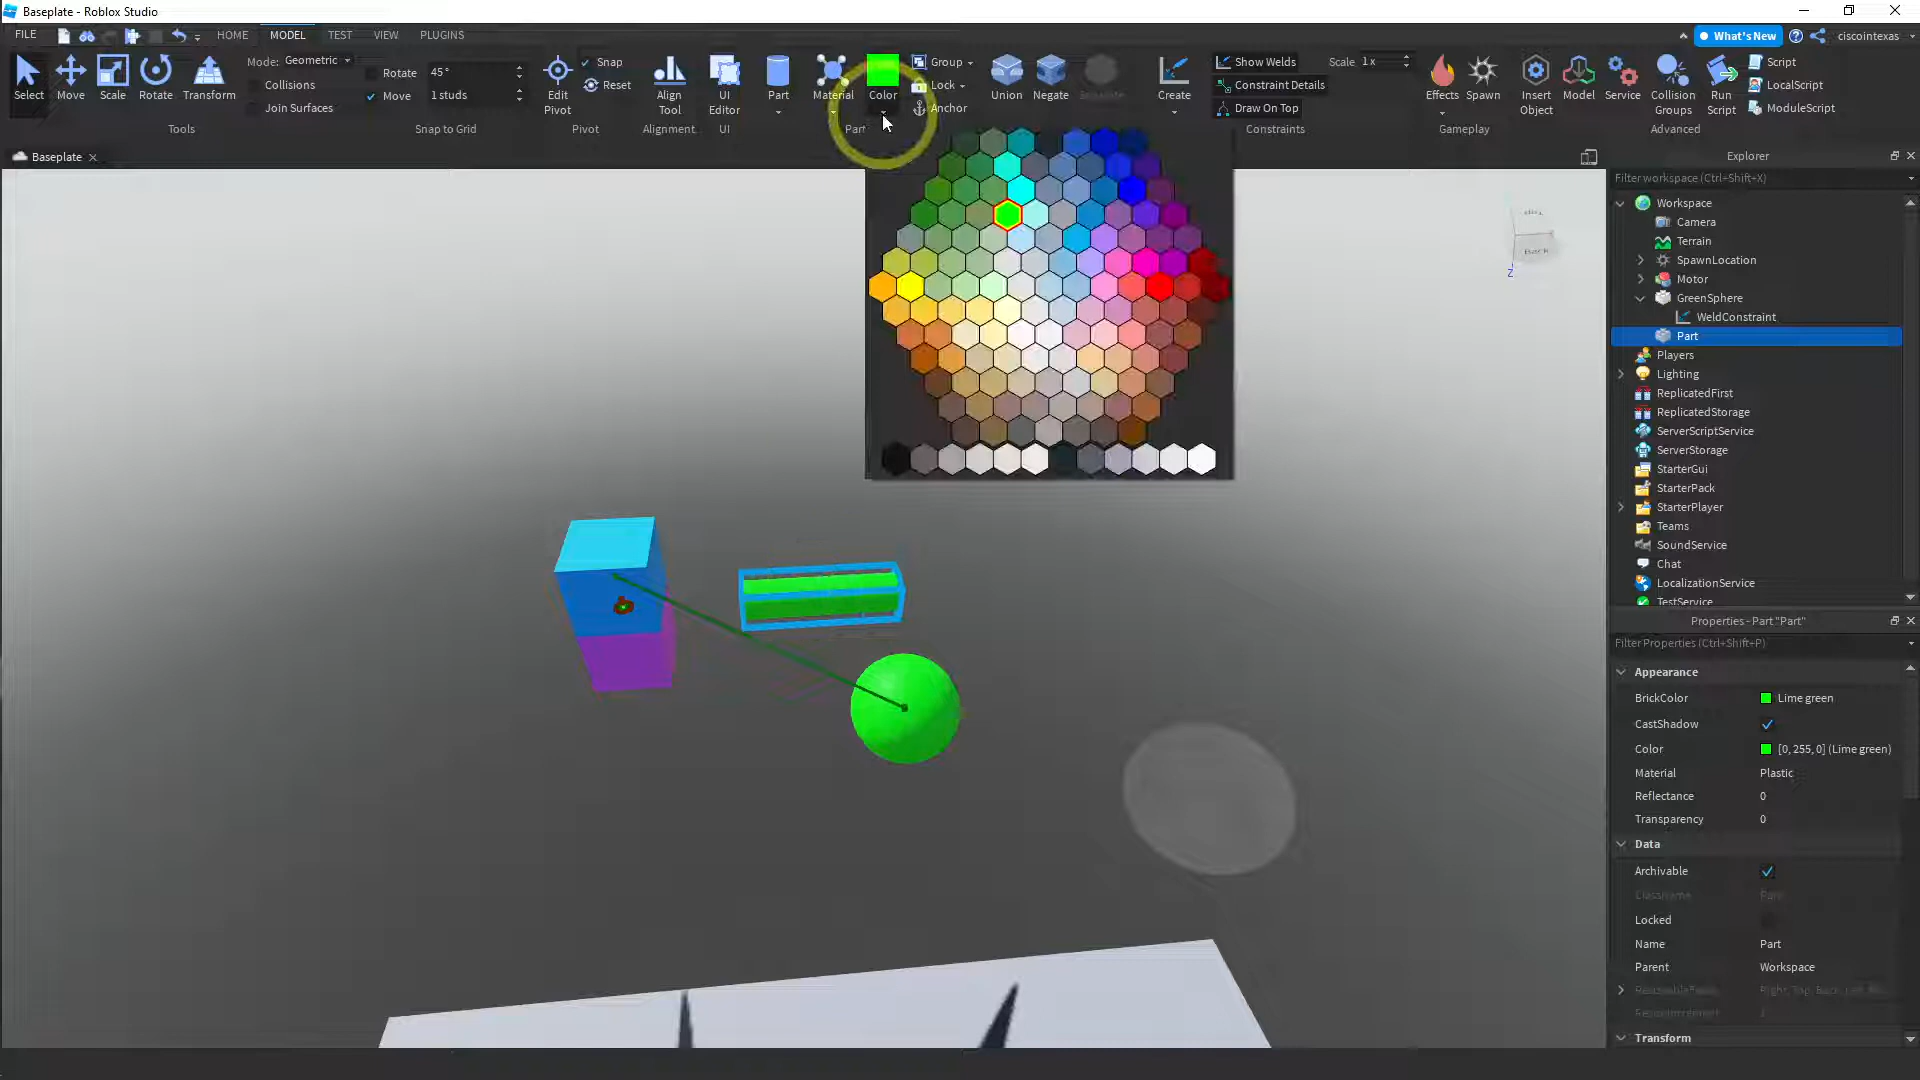 Baseplate - Roblox Studio
FILE HOME MODEL TEST VIEW PLUGINS What's New ciscointexas
Select Move Scale Rotate Transform
Mode: Geometric
Collisions
Join Surfaces
Tools
Rotate 45°
Move 1 studs
Snap to Grid
Edit
Pivot
Snap
Reset
Pivot
Align
Tool
Alignment
UI
Editor
UI
Part Material Color
Group
Lock
Anchor
Part
Union Negate
Create
Show Welds
Constraint Details
Draw On Top
Scale 1x
Constraints
Effects Spawn
Gameplay
Insert
Object
Model Service
Collision
Groups
Run
Script
Script
LocalScript
ModuleScript
Advanced
Baseplate
BACK
Z
Explorer
Filter workspace (Ctrl+Shift+X)
Workspace
Camera
Terrain
SpawnLocation
Motor
GreenSphere
WeldConstraint
Part
Players
Lighting
ReplicatedFirst
ReplicatedStorage
ServerScriptService
ServerStorage
StarterGui
StarterPack
StarterPlayer
Teams
SoundService
Chat
LocalizationService
TestService
Properties - Part "Part"
Filter Properties (Ctrl+Shift+P)
Appearance
BrickColor Lime green
CastShadow
Color [0, 255, 0] (Lime green)
Material Plastic
Reflectance 0
Transparency 0
Data
Archivable
ClassName Part
Locked
Name Part
Parent Workspace
Transform